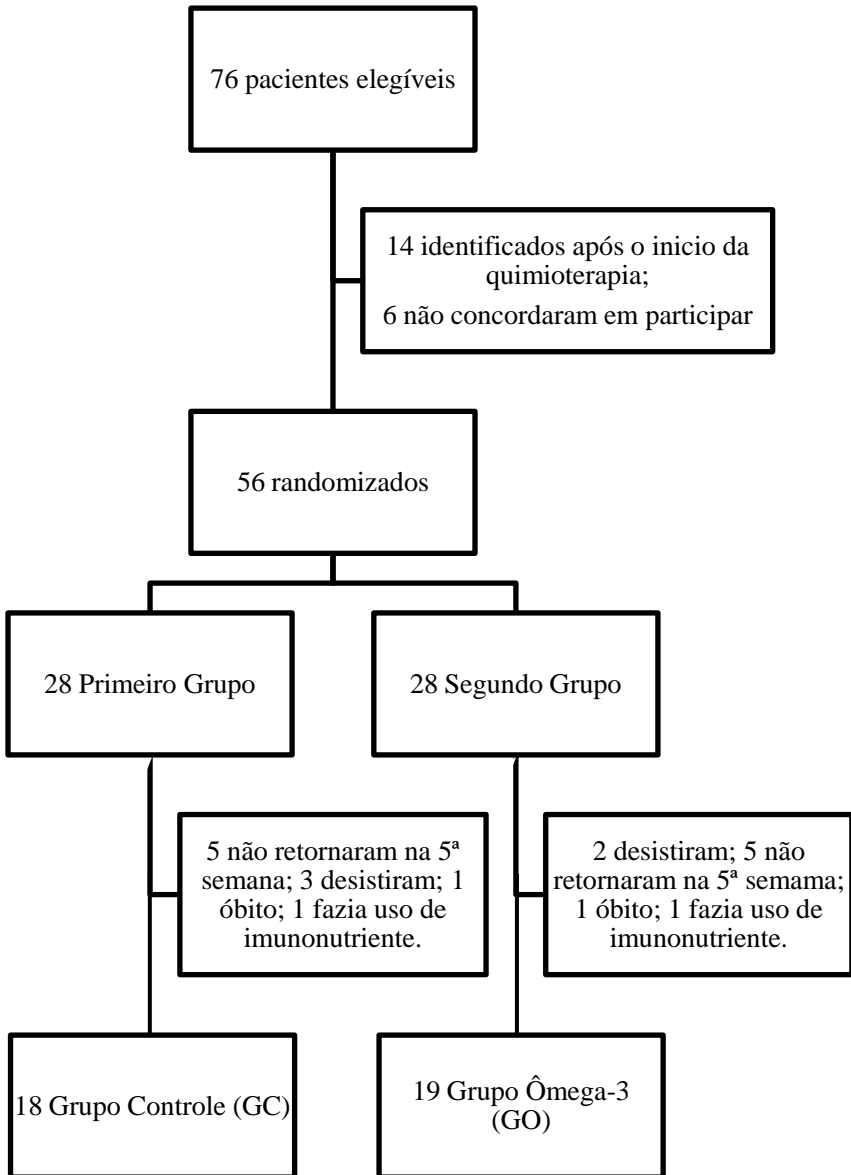 76 pacientes elegíveis
14 identificados após o inicio da
quimioterapia;
6 não concordaram em participar
56 randomizados
28 Primeiro Grupo
28 Segundo Grupo
5 não retornaram na 5ª
semana; 3 desistiram; 1
óbito; 1 fazia uso de
imunonutriente.
2 desistiram; 5 não
retornaram na 5ª semama;
1 óbito; 1 fazia uso de
imunonutriente.
18 Grupo Controle (GC)
19 Grupo Ômega-3
(GO)